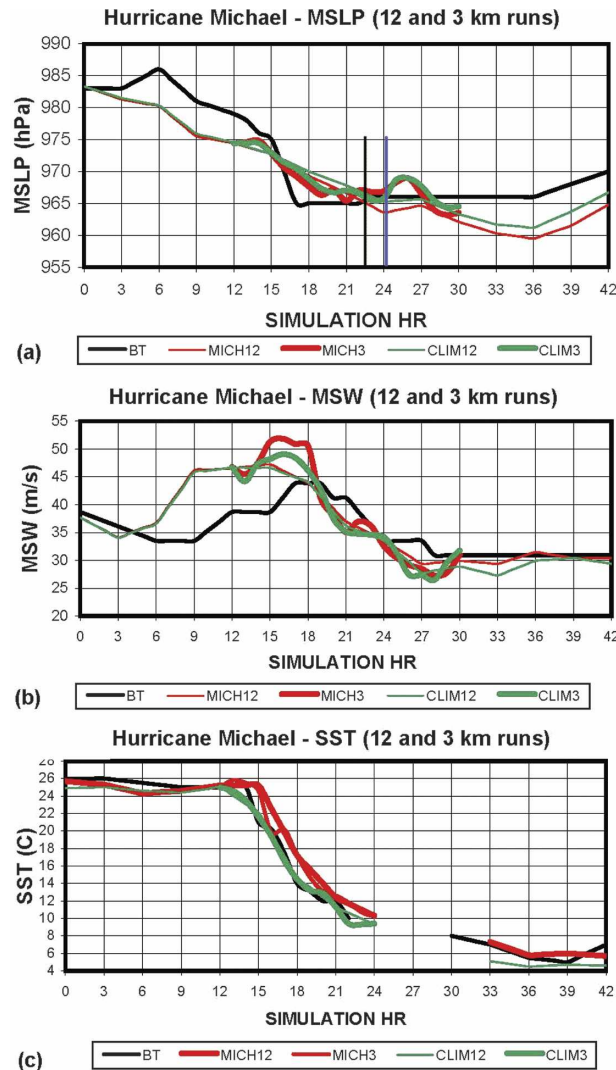 Hurricane Michael - MSLP (12 and 3 km runs)
MSLP (hPa)
990
985
980
975
970
965
960
955
0 3 6 9 12 15 18 21 24 27 30 33 36 39 42
SIMULATION HR
(a)
BT MICH12 MICH3 CLIM12 CLIM3
Hurricane Michael - MSW (12 and 3 km runs)
MSW (m/s)
55
50
45
40
35
30
25
20
0 3 6 9 12 15 18 21 24 27 30 33 36 39 42
SIMULATION HR
(b)
BT MICH12 MICH3 CLIM12 CLIM3
Hurricane Michael - SST (12 and 3 km runs)
SST (C)
28
26
24
22
20
18
16
14
12
10
8
6
4
0 3 6 9 12 15 18 21 24 27 30 33 36 39 42
SIMULATION HR
(c)
BT MICH12 MICH3 CLIM12 CLIM3